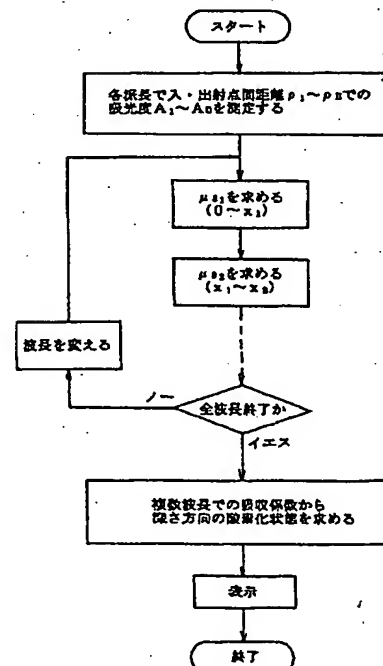 スタート
各波長で入・出射点間距離ρ₁～ρnでの
吸光度A₁～Anを測定する
μa₁を求める
(0～x₁)
μa₂を求める
(x₁～x₂)
波長を変える
ノー
全波長終了か
イエス
複数波長での吸収係数から
深さ方向の酸素化状態を求める
表示
終了